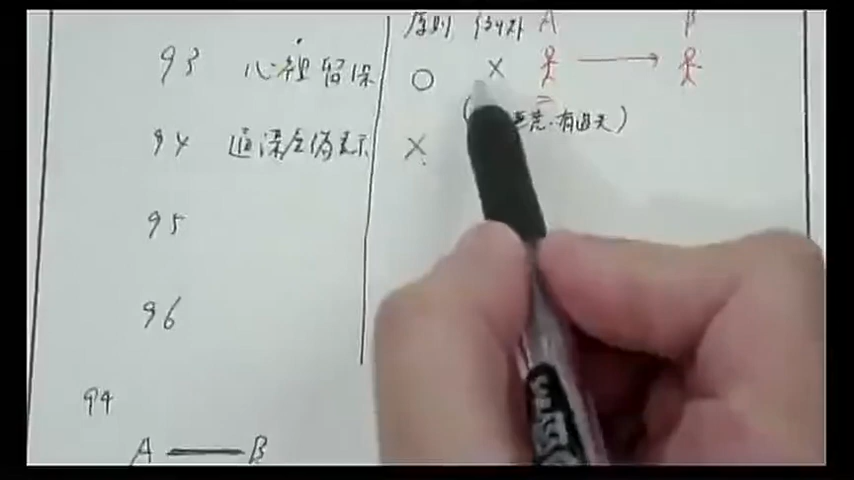 原則 例外 A B
93 心裡留保 ○ ×
有過失)
94 通 虚偽表示 ×
95
96
94
A B